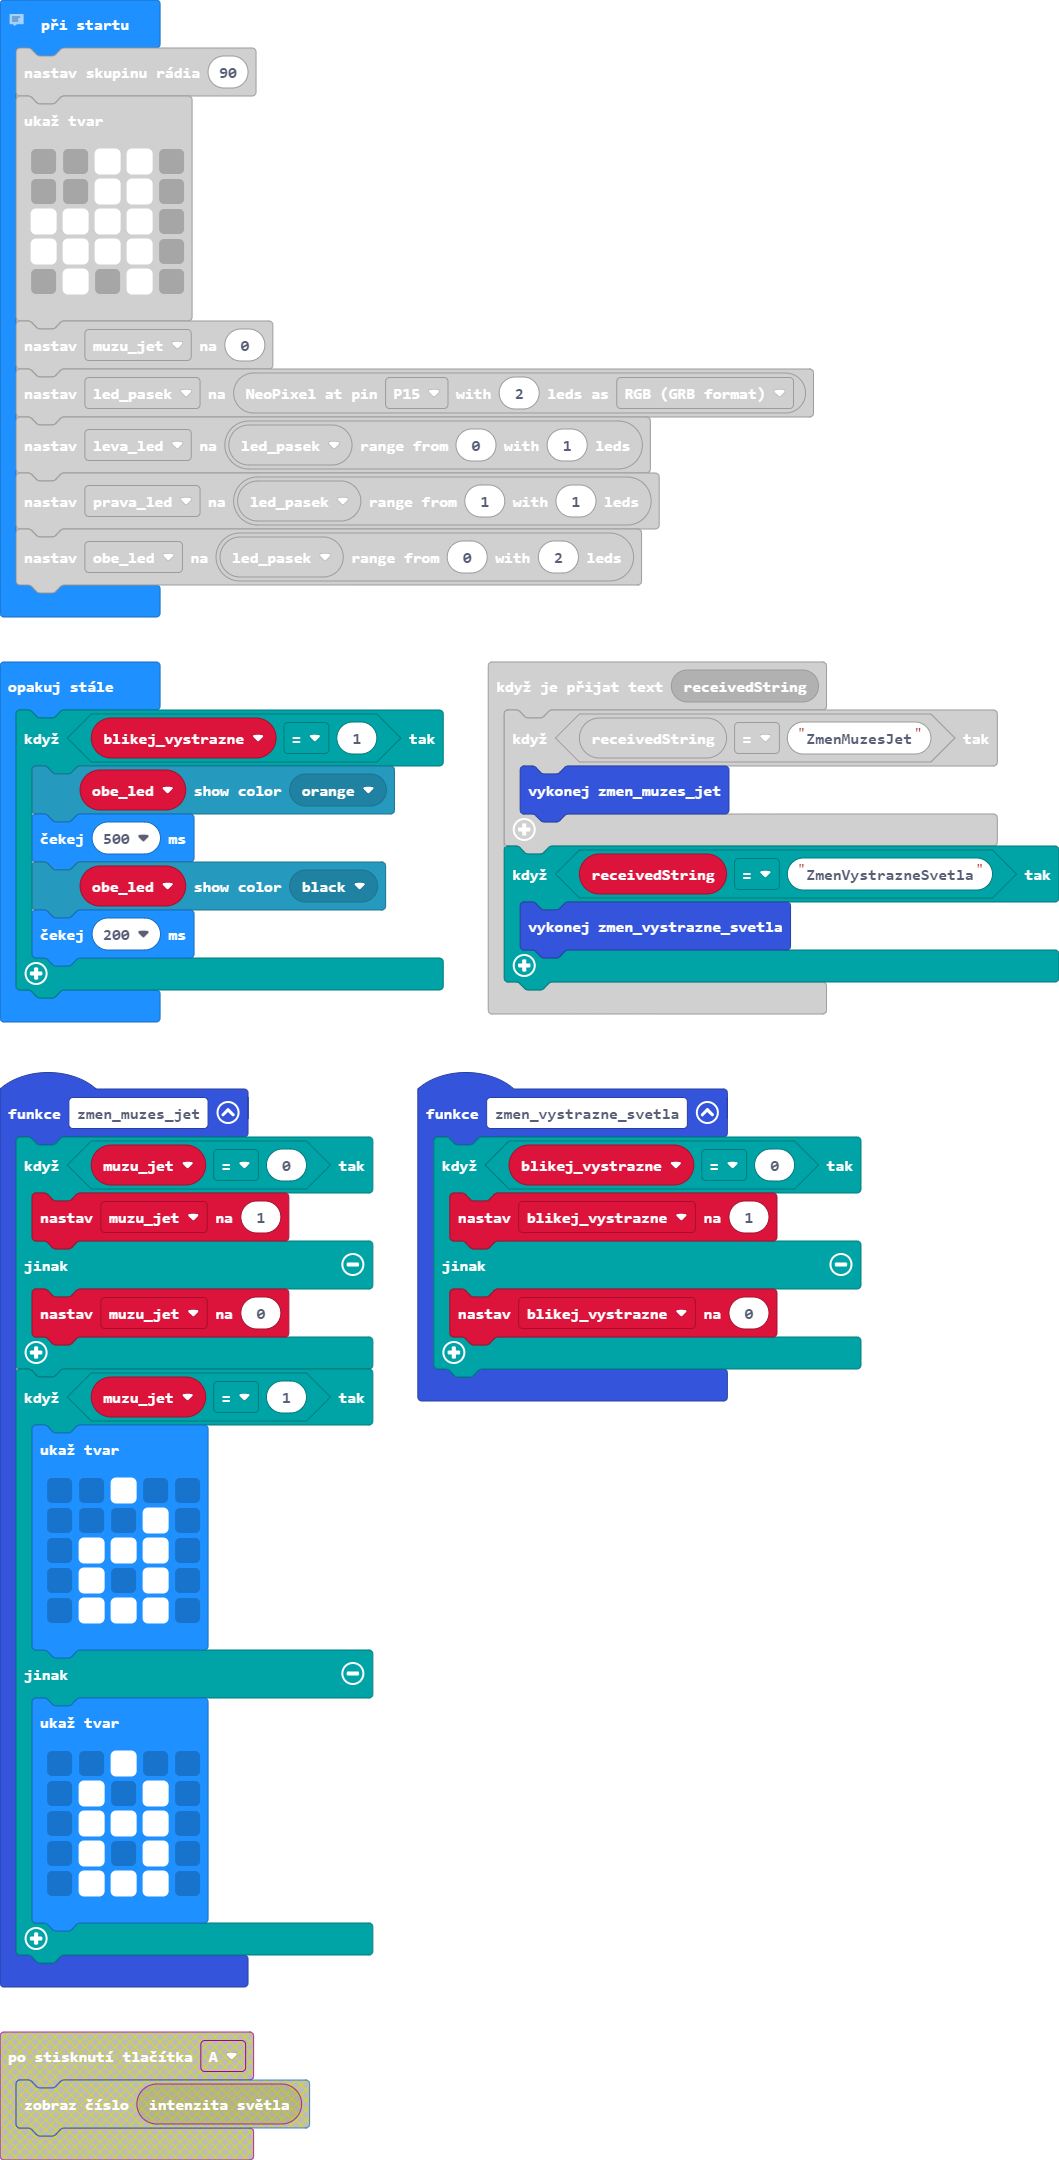 při startu
nastav skupinu rádia 90
ukaž tvar
nastav muzu_jet na 0
nastav led_pasek na NeoPixel at pin P15 with 2 leds as RGB (GRB format)
nastav leva_led na led_pasek range from 0 with 1 leds
nastav prava_led na led_pasek range from 1 with 1 leds
nastav obe_led na led_pasek range from 0 with 2 leds
opakuj stále
když blikej_vystrazne = 1 tak
obe_led show color orange
čekej 500 ms
obe_led show color black
čekej 200 ms
když je přijat text receivedString
když receivedString = "ZmenMuzesJet" tak
vykonej zmen_muzes_jet
když receivedString = "ZmenVystrazneSvetla" tak
vykonej zmen_vystrazne_svetla
funkce zmen_muzes_jet
když muzu_jet = 0 tak
nastav muzu_jet na 1
jinak
nastav muzu_jet na 0
když muzu_jet = 1 tak
ukaž tvar
jinak
ukaž tvar
funkce zmen_vystrazne_svetla
když blikej_vystrazne = 0 tak
nastav blikej_vystrazne na 1
jinak
nastav blikej_vystrazne na 0
po stisknutí tlačítka A
zobraz číslo intenzita světla